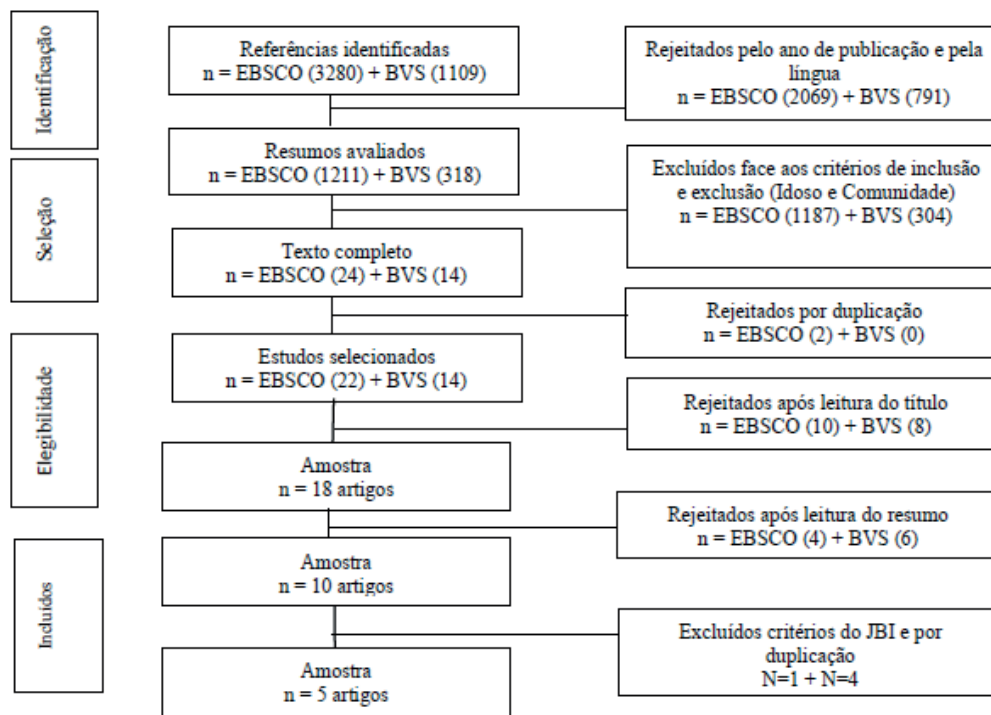 Identificação
Referências identificadas
n = EBSCO (3280) + BVS (1109)
Rejeitados pelo ano de publicação e pela
língua
n = EBSCO (2069) + BVS (791)
Resumos avaliados
n = EBSCO (1211) + BVS (318)
Seleção
Excluídos face aos critérios de inclusão
e exclusão (Idoso e Comunidade)
n = EBSCO (1187) + BVS (304)
Texto completo
n = EBSCO (24) + BVS (14)
Rejeitados por duplicação
n = EBSCO (2) + BVS (0)
Elegibilidade
Estudos selecionados
n = EBSCO (22) + BVS (14)
Rejeitados após leitura do título
n = EBSCO (10) + BVS (8)
Amostra
n = 18 artigos
Rejeitados após leitura do resumo
n = EBSCO (4) + BVS (6)
Incluídos
Amostra
n = 10 artigos
Excluídos critérios do JBI e por
duplicação
N=1 + N=4
Amostra
n = 5 artigos